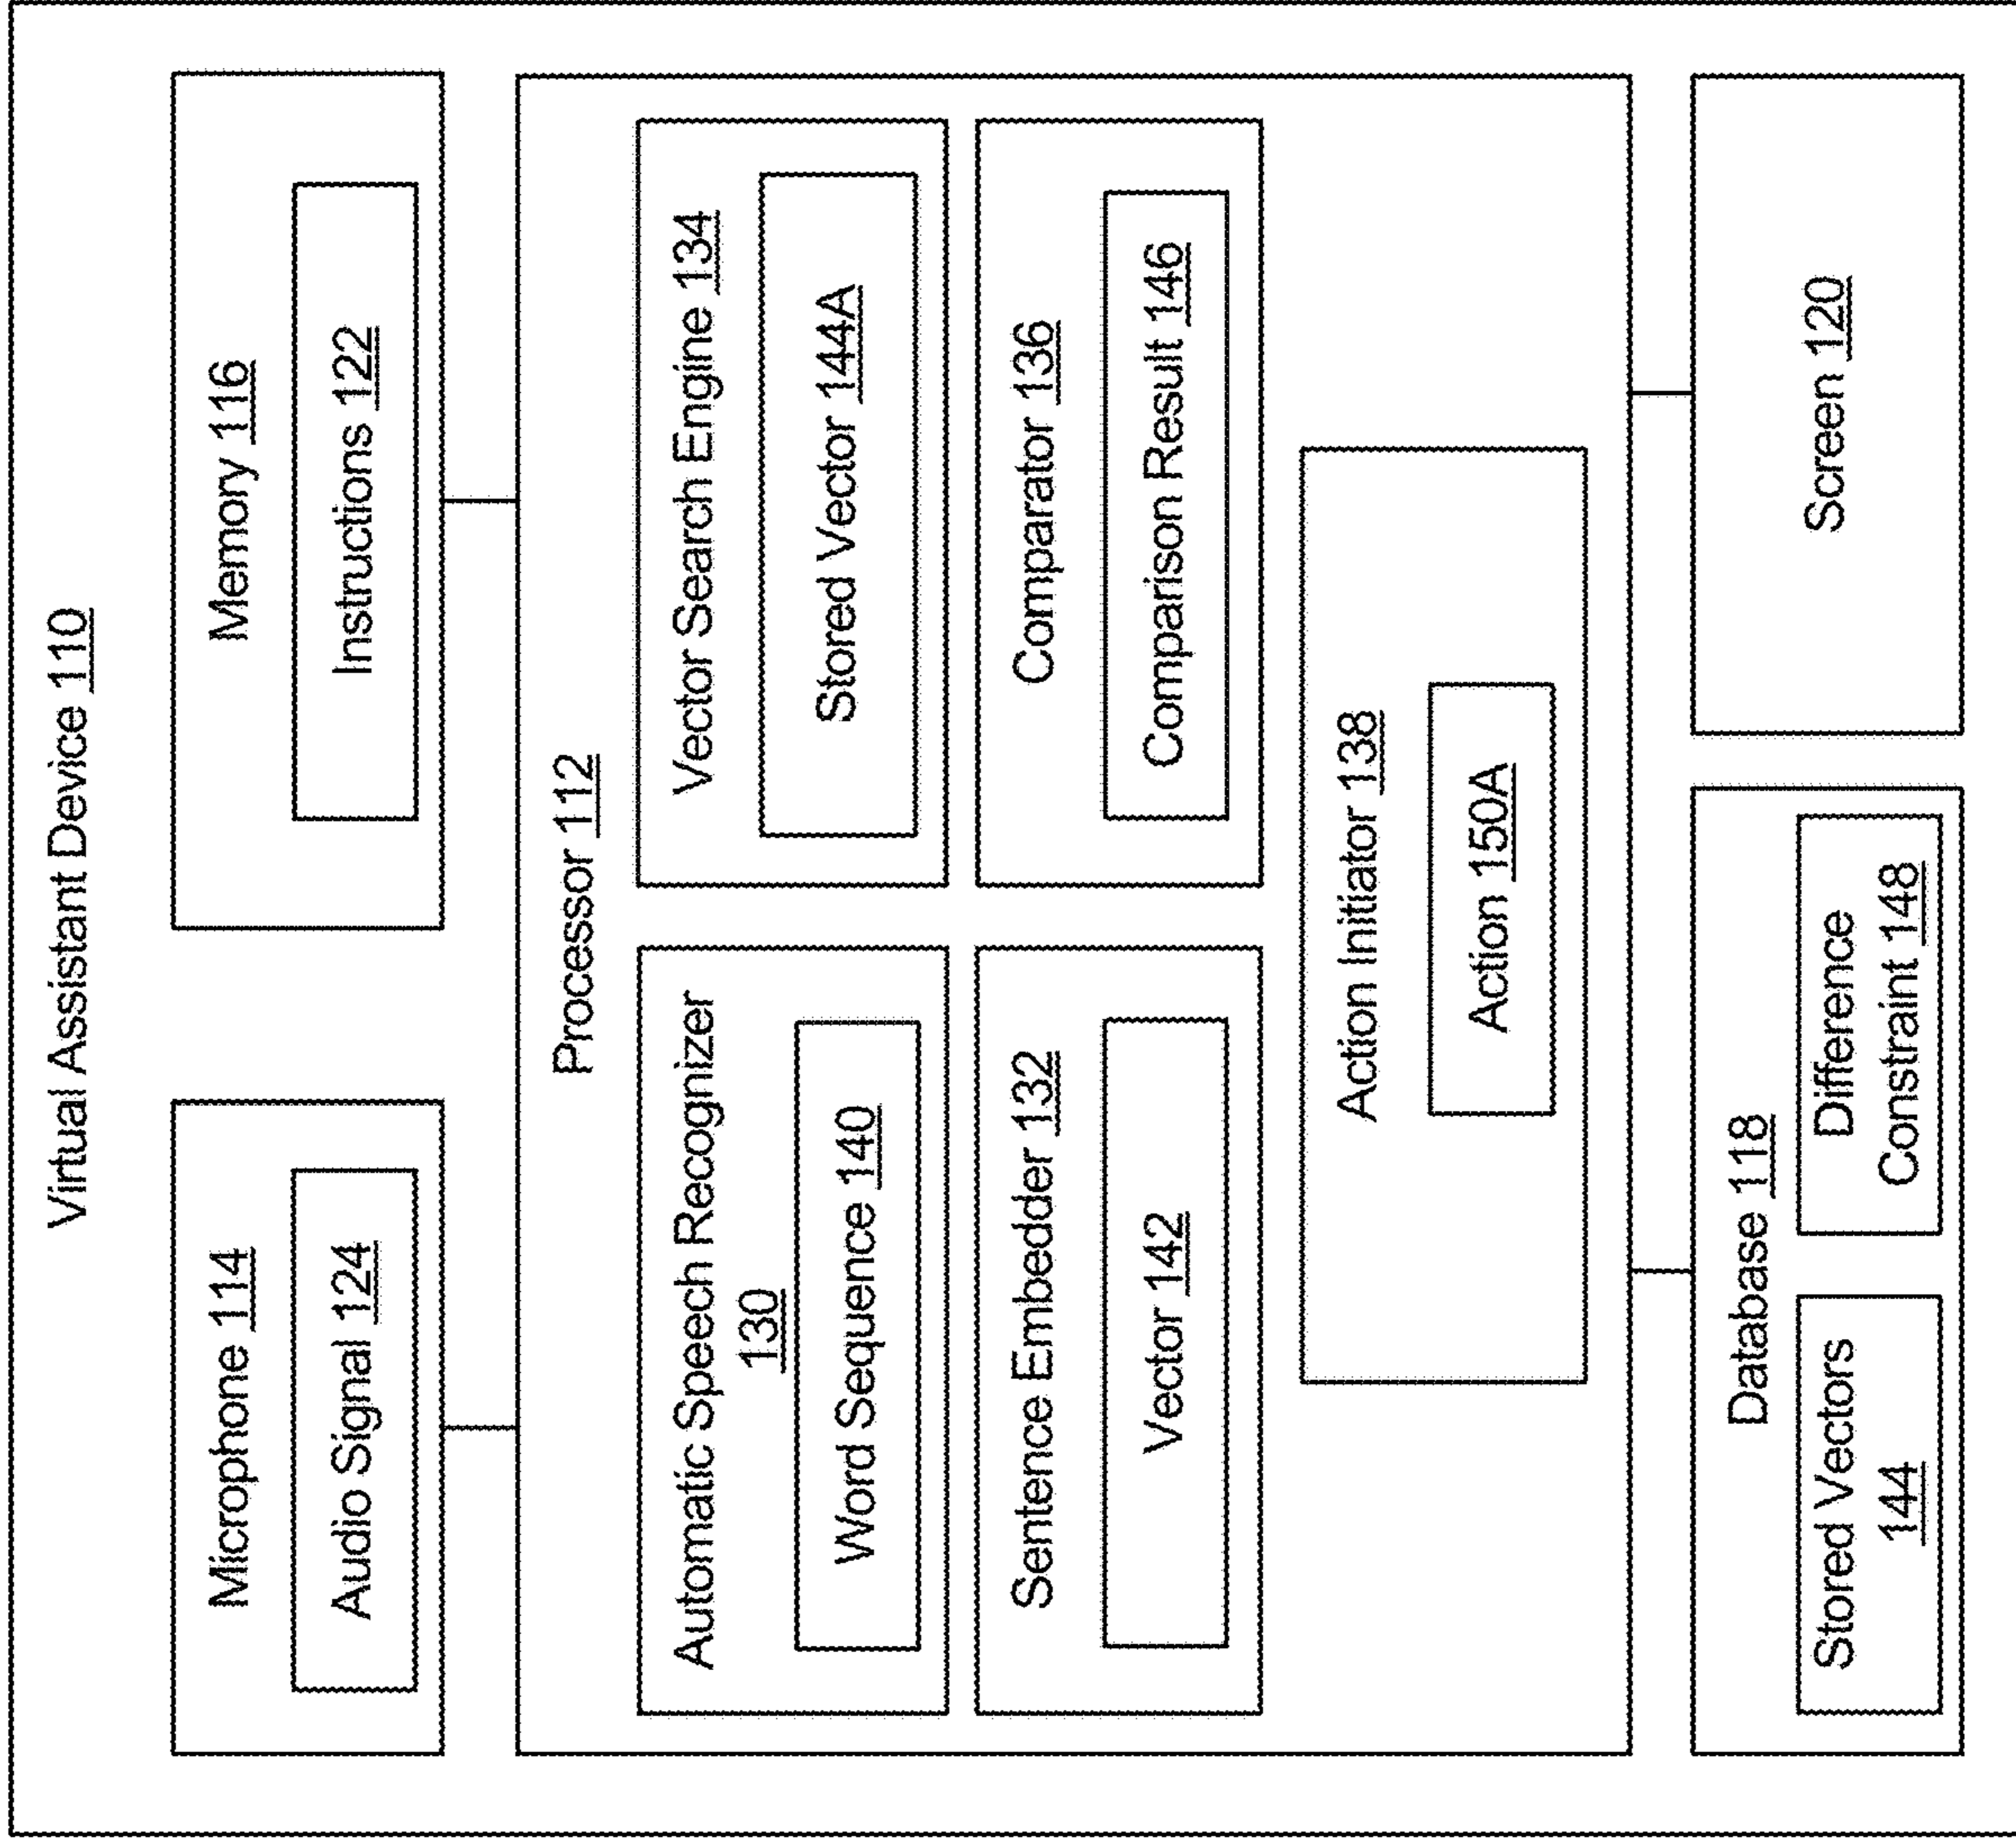 Virtual Assistant Device 110
Microphone 114
Audio Signal 124
Memory 116
Instructions 122
Processor 112
Automatic Speech Recognizer
130
Word Sequence 140
Vector Search Engine 134
Stored Vector 144A
Sentence Embedder 132
Vector 142
Comparator 136
Comparison Result 146
Action Initiator 138
Action 150A
Database 118
Stored Vectors
144
Difference
Constraint 148
Screen 120